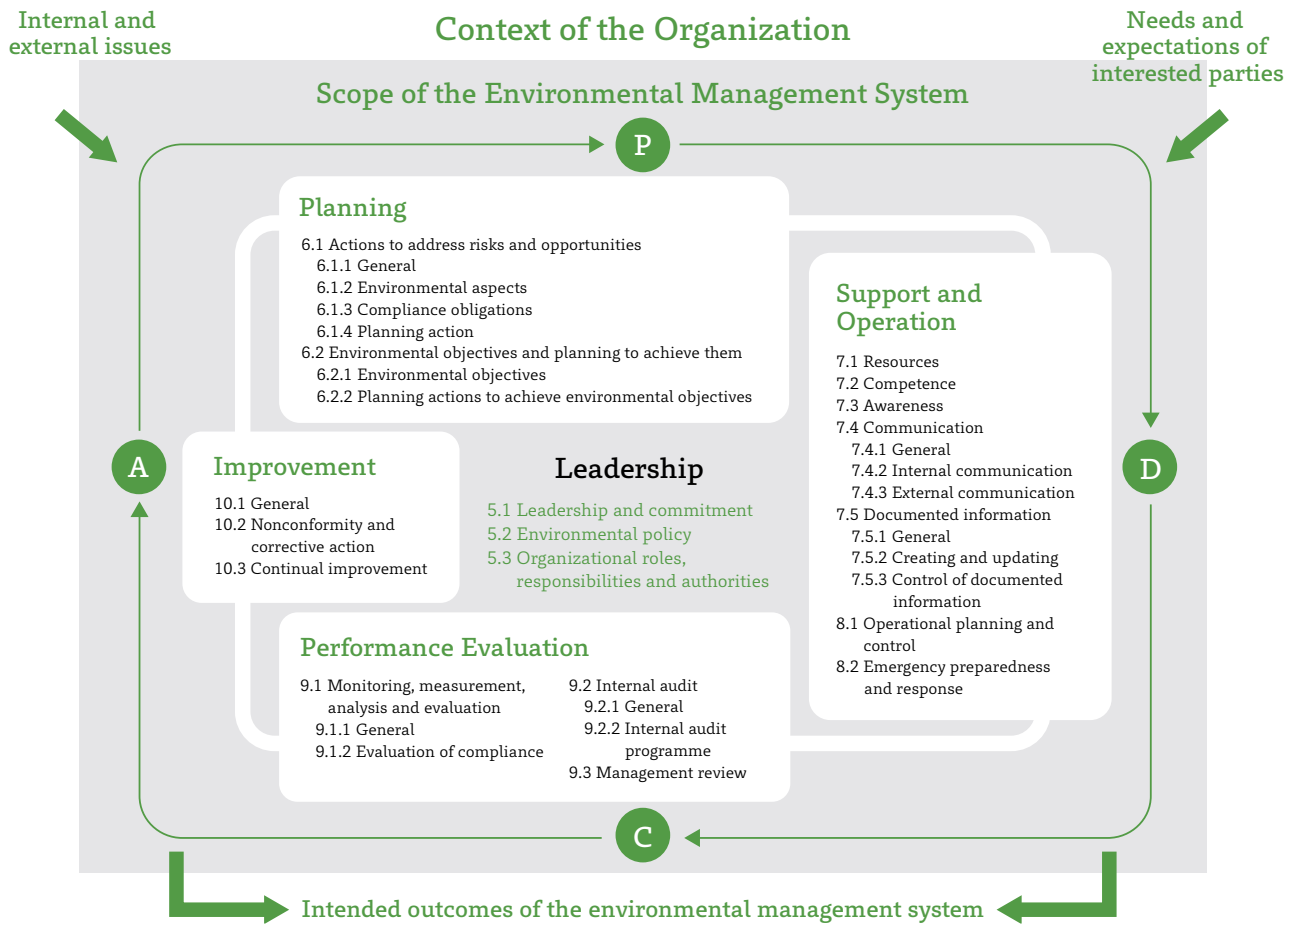 Internal and
external issues
Context of the Organization
Needs and
expectations of
interested parties
Scope of the Environmental Management System
P
Planning
6.1 Actions to address risks and opportunities
6.1.1 General
6.1.2 Environmental aspects
6.1.3 Compliance obligations
6.1.4 Planning action
6.2 Environmental objectives and planning to achieve them
6.2.1 Environmental objectives
6.2.2 Planning actions to achieve environmental objectives
Support and
Operation
7.1 Resources
7.2 Competence
7.3 Awareness
7.4 Communication
7.4.1 General
7.4.2 Internal communication
7.4.3 External communication
7.5 Documented information
7.5.1 General
7.5.2 Creating and updating
7.5.3 Control of documented
information
8.1 Operational planning and
control
8.2 Emergency preparedness
and response
D
A
Improvement
10.1 General
10.2 Nonconformity and
corrective action
10.3 Continual improvement
Leadership
5.1 Leadership and commitment
5.2 Environmental policy
5.3 Organizational roles,
responsibilities and authorities
Performance Evaluation
9.1 Monitoring, measurement,
analysis and evaluation
9.1.1 General
9.1.2 Evaluation of compliance
9.2 Internal audit
9.2.1 General
9.2.2 Internal audit
programme
9.3 Management review
C
Intended outcomes of the environmental management system